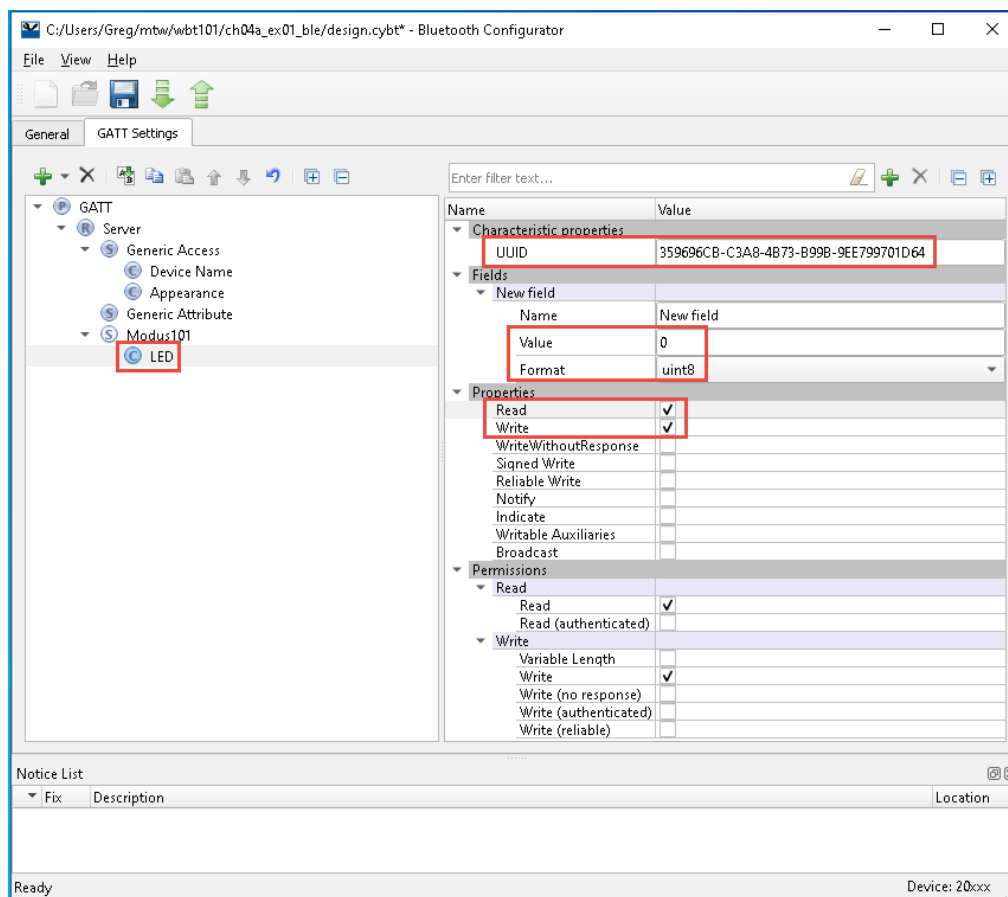 C:/Users/Greg/mtw/wbt101/ch04a_ex01_ble/design.cybt* - Bluetooth Configurator
File View Help
General GATT Settings
Enter filter text...
P GATT
R Server
S Generic Access
C Device Name
C Appearance
S Generic Attribute
S Modus101
C LED
Name Value
Characteristic properties
UUID 359696CB-C3A8-4B73-B99B-9EE799701D64
Fields
New field
Name New field
Value 0
Format uint8
Properties
Read
Write
WriteWithoutResponse
Signed Write
Reliable Write
Notify
Indicate
Writable Auxiliaries
Broadcast
Permissions
Read
Read
Read (authenticated)
Write
Variable Length
Write
Write (no response)
Write (authenticated)
Write (reliable)
Notice List
Fix Description Location
Ready Device: 20xxx